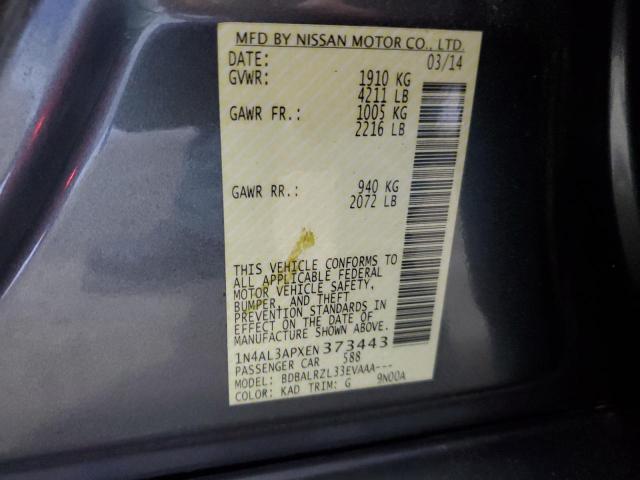 MFD BY NISSAN MOTOR CO., LTD.
DATE: 03/14
GVWR: 1910 KG
4211 LB
GAWR FR.: 1005 KG
2216 LB
GAWR RR.: 940 KG
2072 LB
THIS VEHICLE CONFORMS TO
ALL APPLICABLE FEDERAL
MOTOR VEHICLE SAFETY,
BUMPER, AND THEFT
PREVENTION STANDARDS IN
EFFECT ON THE DATE OF
MANUFACTURE SHOWN ABOVE.
1N4AL3APXEN373443
PASSENGER CAR 588
MODEL: BDBALRZL33EVAAA---
COLOR: KAD TRIM: G 9N00A